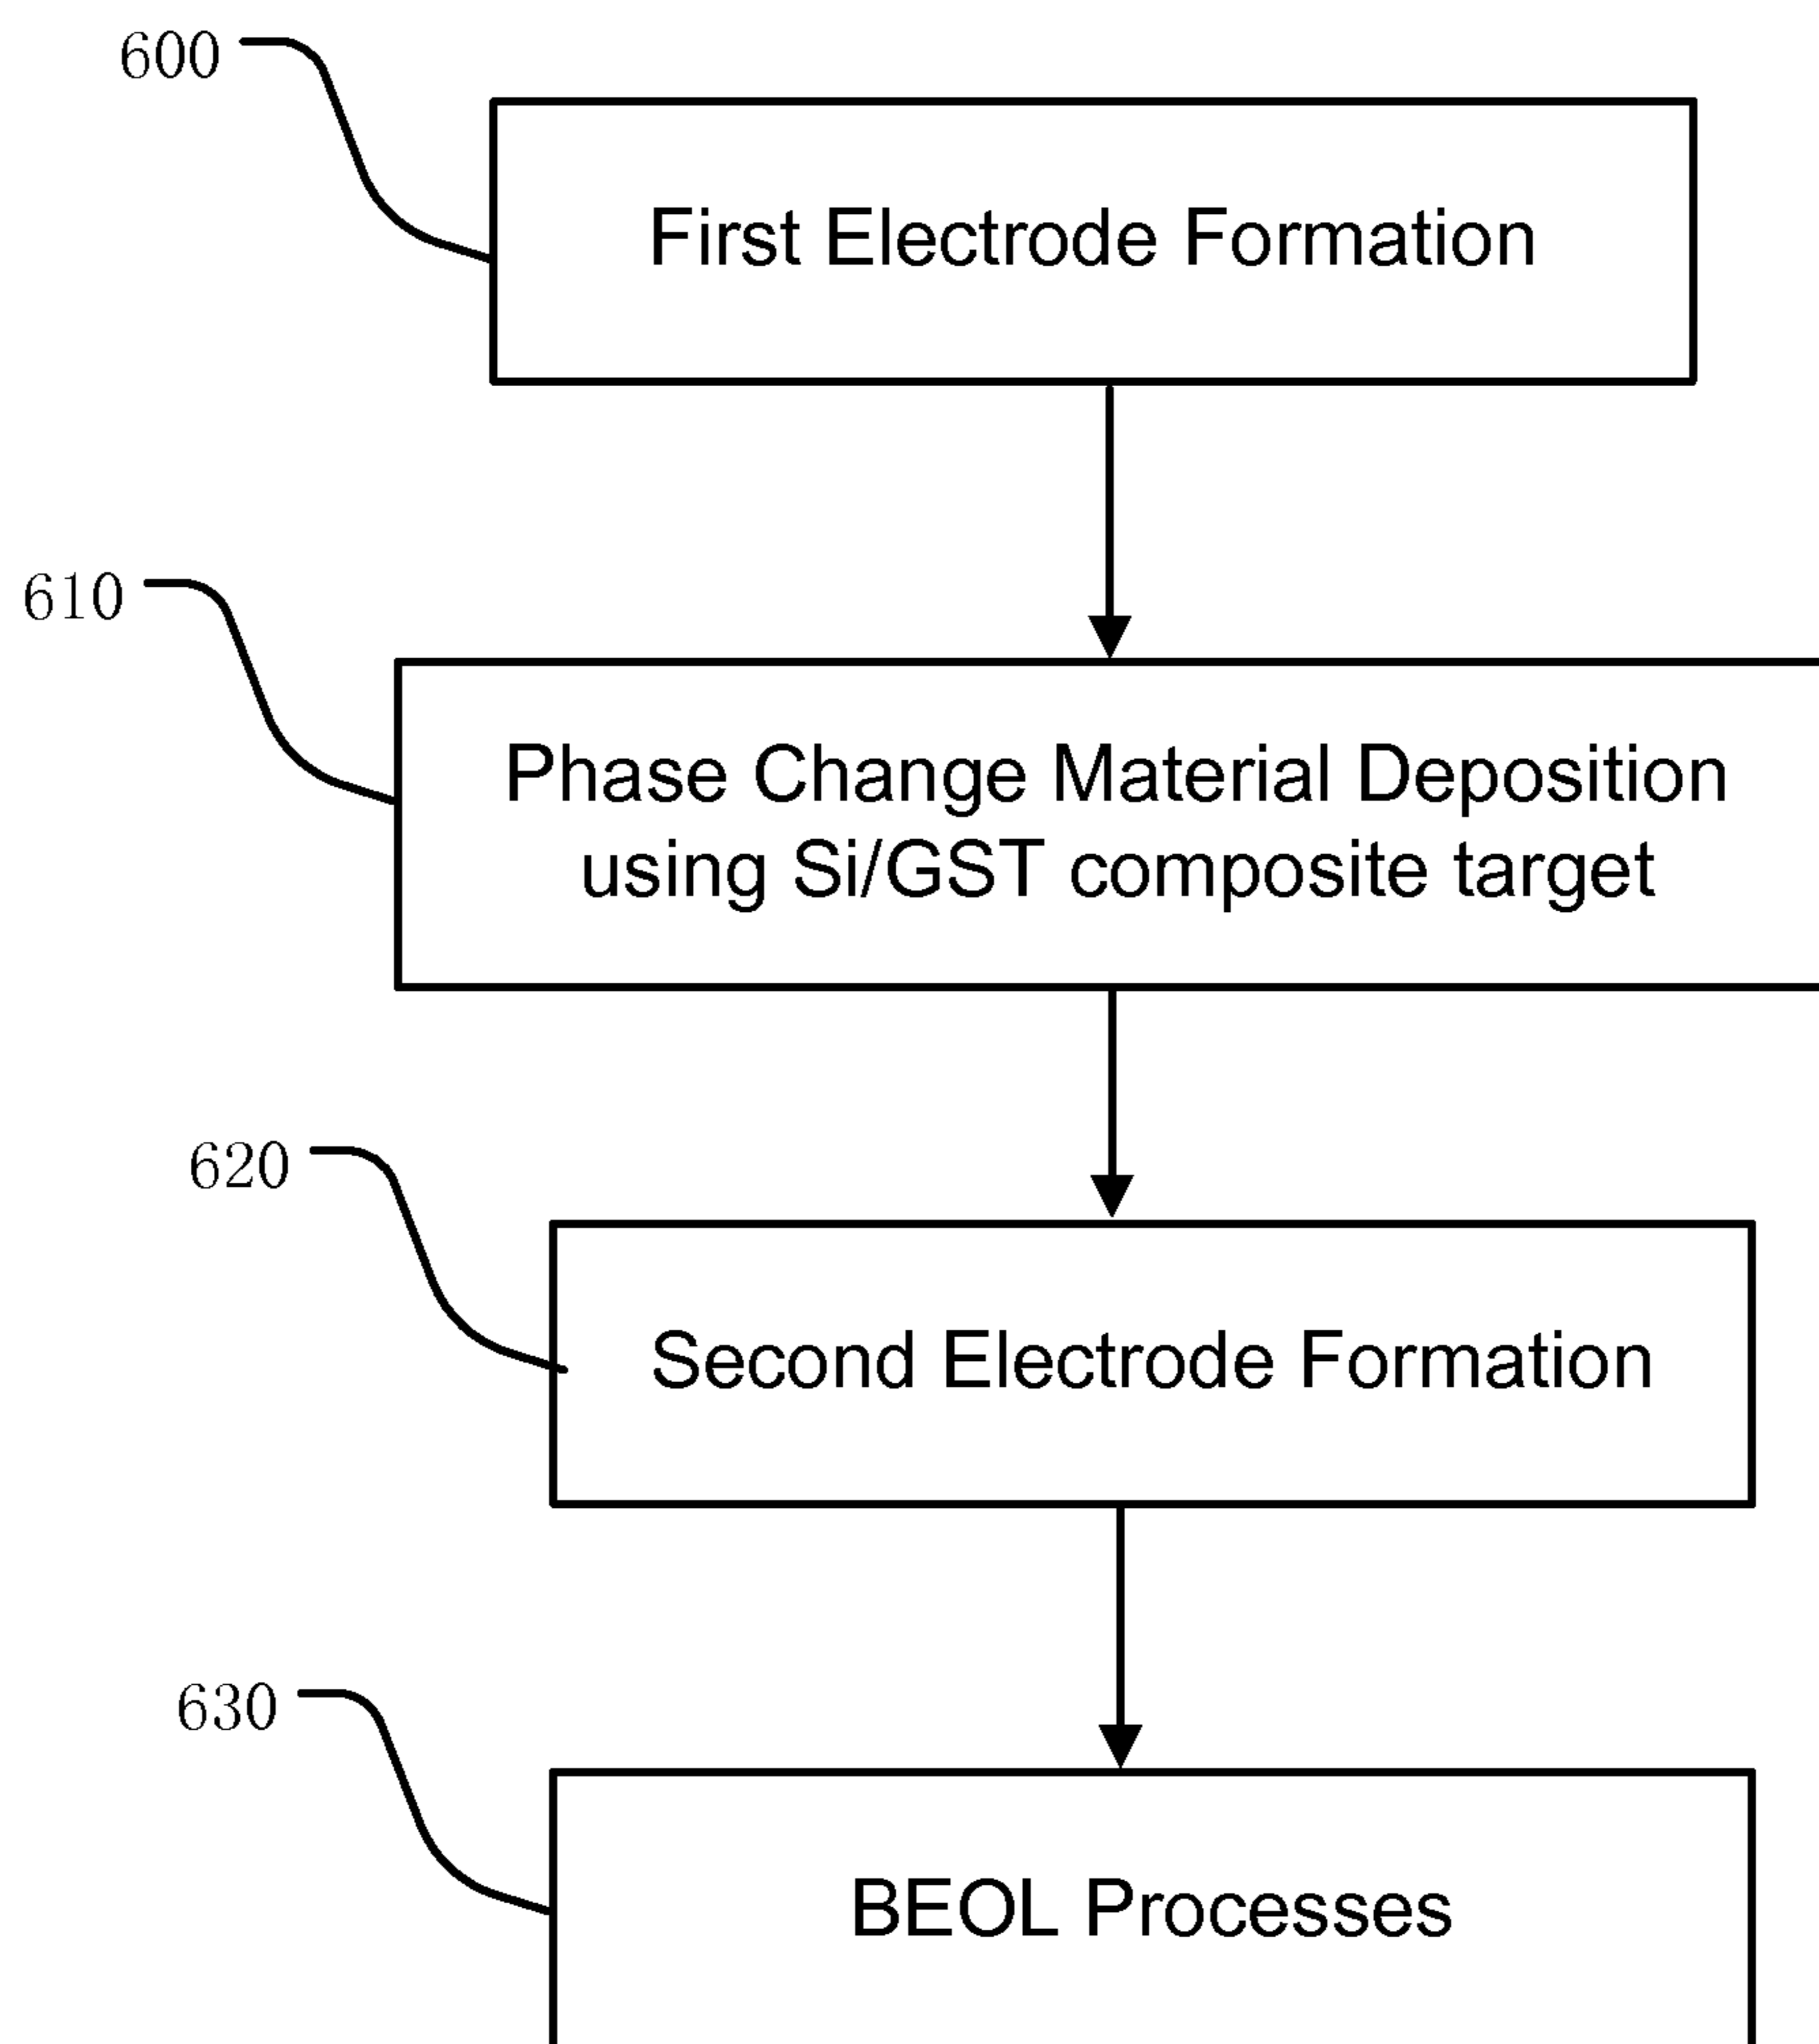 600
First Electrode Formation
610
Phase Change Material Deposition
using Si/GST composite target
620
Second Electrode Formation
630
BEOL Processes